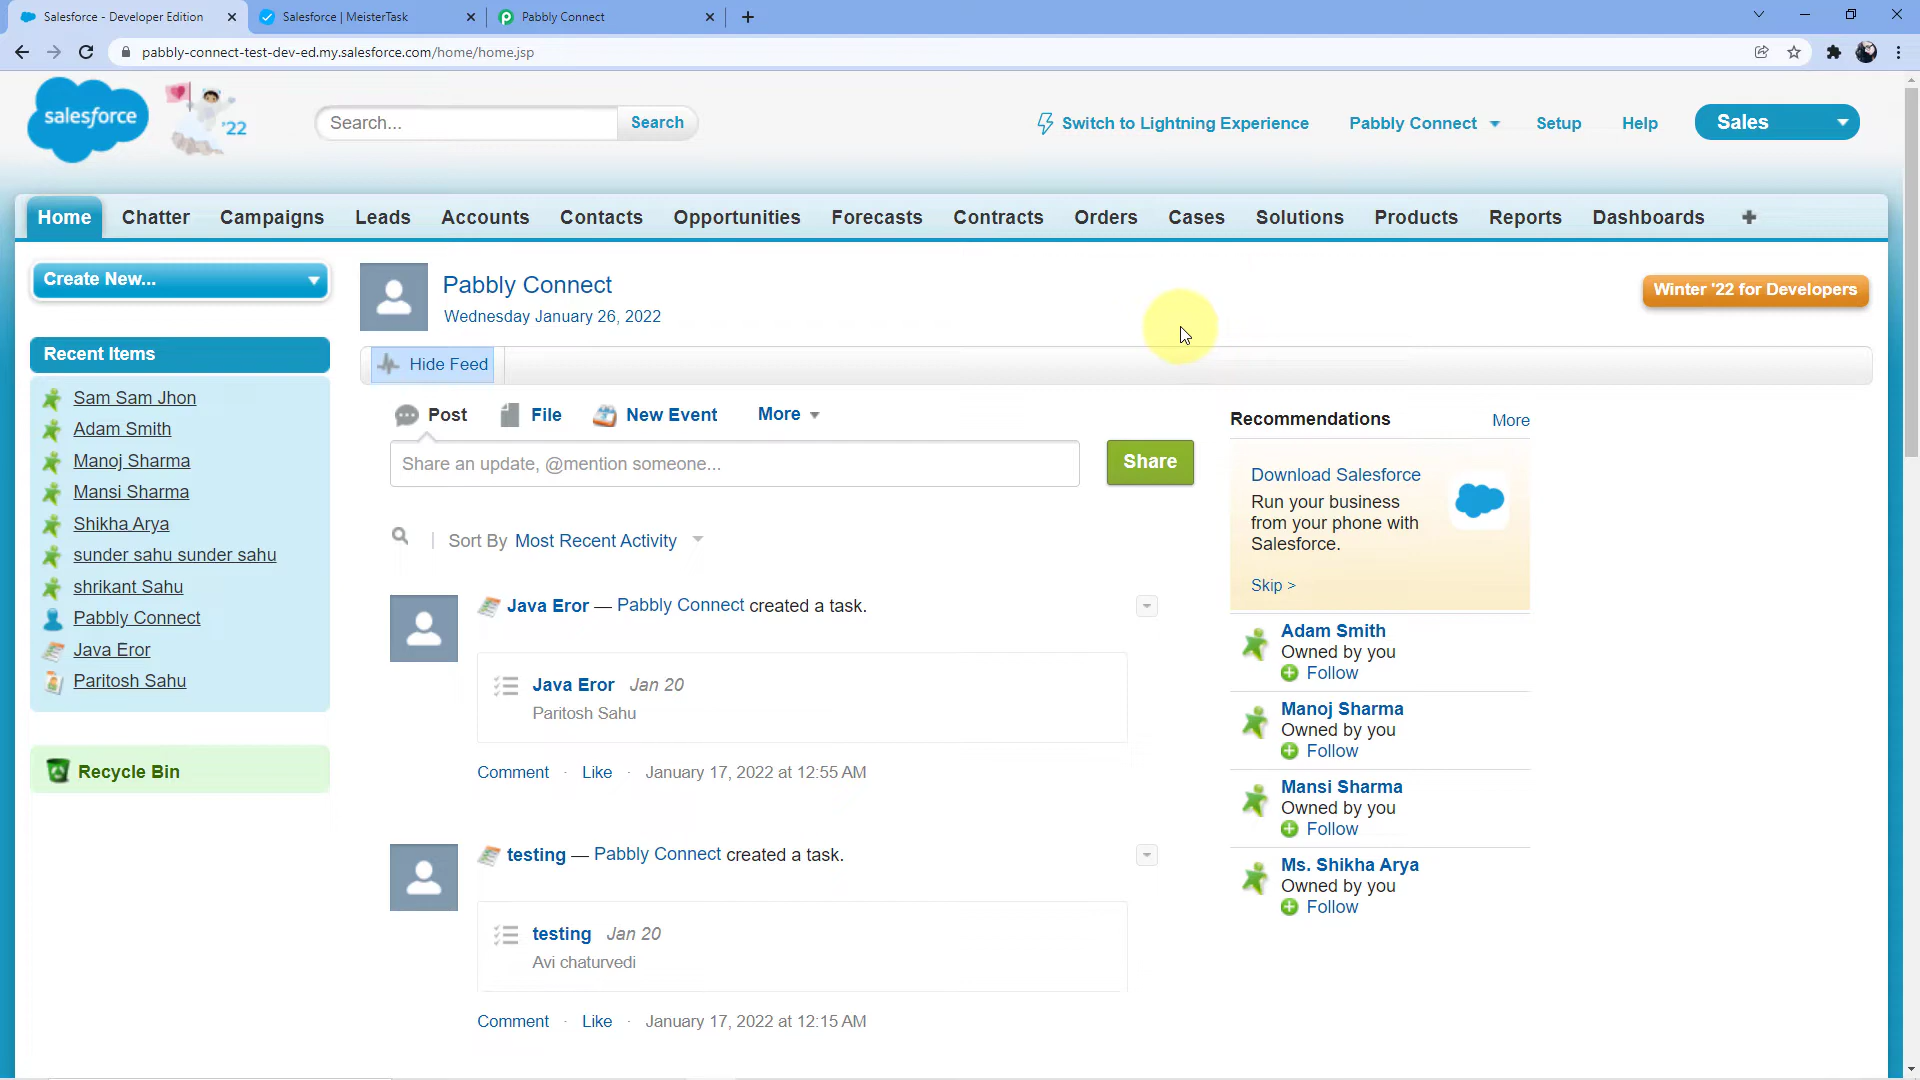 Salesforce - Developer Edition
Salesforce | MeisterTask
Pabbly Connect
pabbly-connect-test-dev-ed.my.salesforce.com/home/home.jsp
salesforce
'22
Search...
Search
Switch to Lightning Experience
Pabbly Connect
Setup
Help
Sales
Home
Chatter
Campaigns
Leads
Accounts
Contacts
Opportunities
Forecasts
Contracts
Orders
Cases
Solutions
Products
Reports
Dashboards
Create New...
Recent Items
Sam Sam Jhon
Adam Smith
Manoj Sharma
Mansi Sharma
Shikha Arya
sunder sahu sunder sahu
shrikant Sahu
Pabbly Connect
Java Eror
Paritosh Sahu
Recycle Bin
Pabbly Connect
Wednesday January 26, 2022
Winter '22 for Developers
Hide Feed
Post
File
New Event
More
Share an update, @mention someone...
Share
Sort By Most Recent Activity
Java Eror — Pabbly Connect created a task.
Java Eror Jan 20
Paritosh Sahu
Comment · Like · January 17, 2022 at 12:55 AM
testing — Pabbly Connect created a task.
testing Jan 20
Avi chaturvedi
Comment · Like · January 17, 2022 at 12:15 AM
Recommendations
More
Download Salesforce
Run your business
from your phone with
Salesforce.
Skip >
Adam Smith
Owned by you
Follow
Manoj Sharma
Owned by you
Follow
Mansi Sharma
Owned by you
Follow
Ms. Shikha Arya
Owned by you
Follow